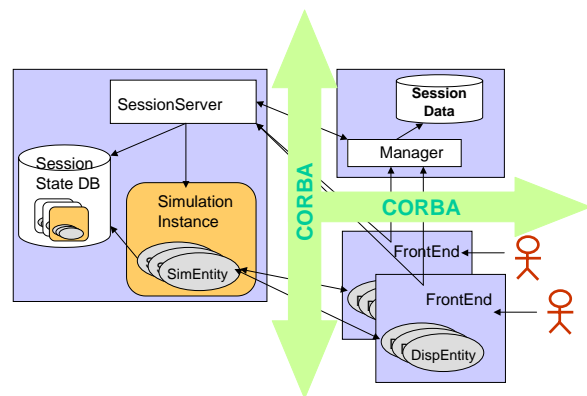 SessionServer
Session
State DB
Simulation
Instance
SimEntity
CORBA
Session
Data
Manager
CORBA
FrontEnd
FrontEnd
DispEntity